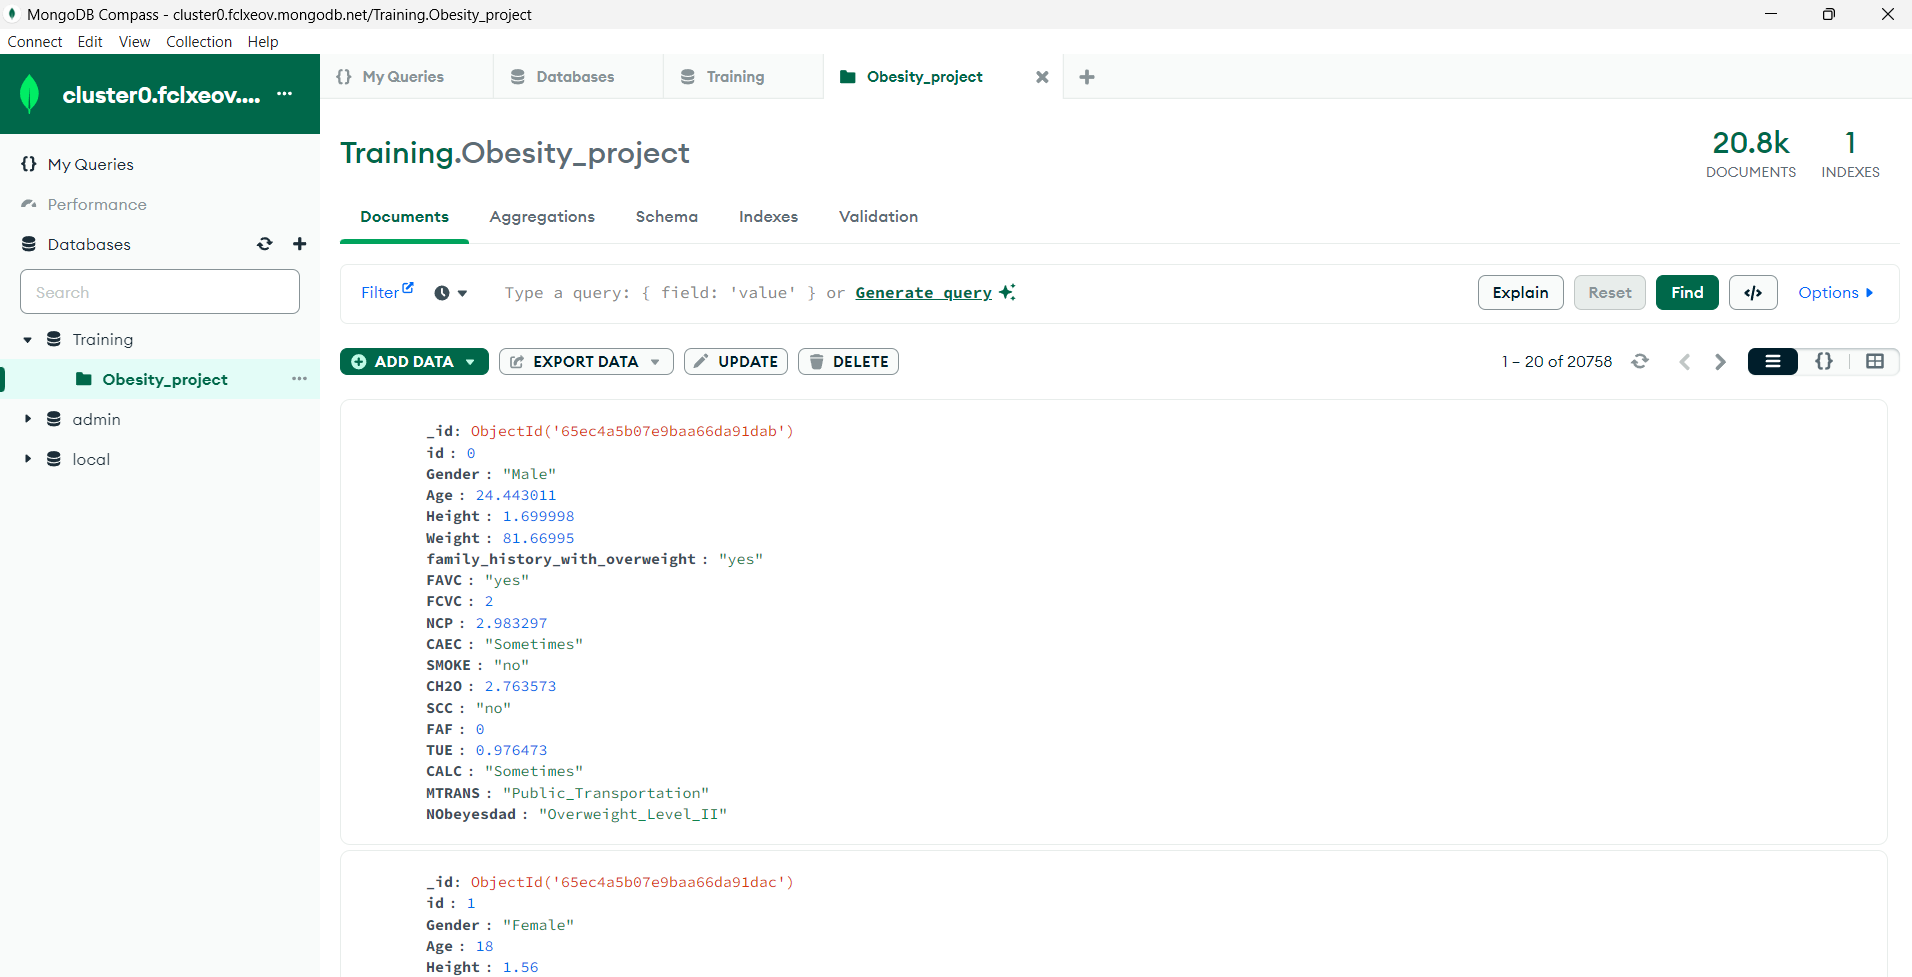 MongoDB Compass - cluster0.fclxeov.mongodb.net/Training.Obesity_project
Connect Edit View Collection Help
cluster0.fclxeov.... ···
My Queries
Performance
Databases
Search
Training
Obesity_project ···
admin
local
{} My Queries
Databases
Training
Obesity_project
Training.Obesity_project
20.8k
DOCUMENTS
1
INDEXES
Documents Aggregations Schema Indexes Validation
Filter Type a query: { field: 'value' } or Generate query Explain Reset Find </> Options
ADD DATA EXPORT DATA UPDATE DELETE 1 – 20 of 20758 {}
_id: ObjectId('65ec4a5b07e9baa66da91dab')
id : 0
Gender : "Male"
Age : 24.443011
Height : 1.699998
Weight : 81.66995
family_history_with_overweight : "yes"
FAVC : "yes"
FCVC : 2
NCP : 2.983297
CAEC : "Sometimes"
SMOKE : "no"
CH2O : 2.763573
SCC : "no"
FAF : 0
TUE : 0.976473
CALC : "Sometimes"
MTRANS : "Public_Transportation"
NObeyesdad : "Overweight_Level_II"
_id: ObjectId('65ec4a5b07e9baa66da91dac')
id : 1
Gender : "Female"
Age : 18
Height : 1.56